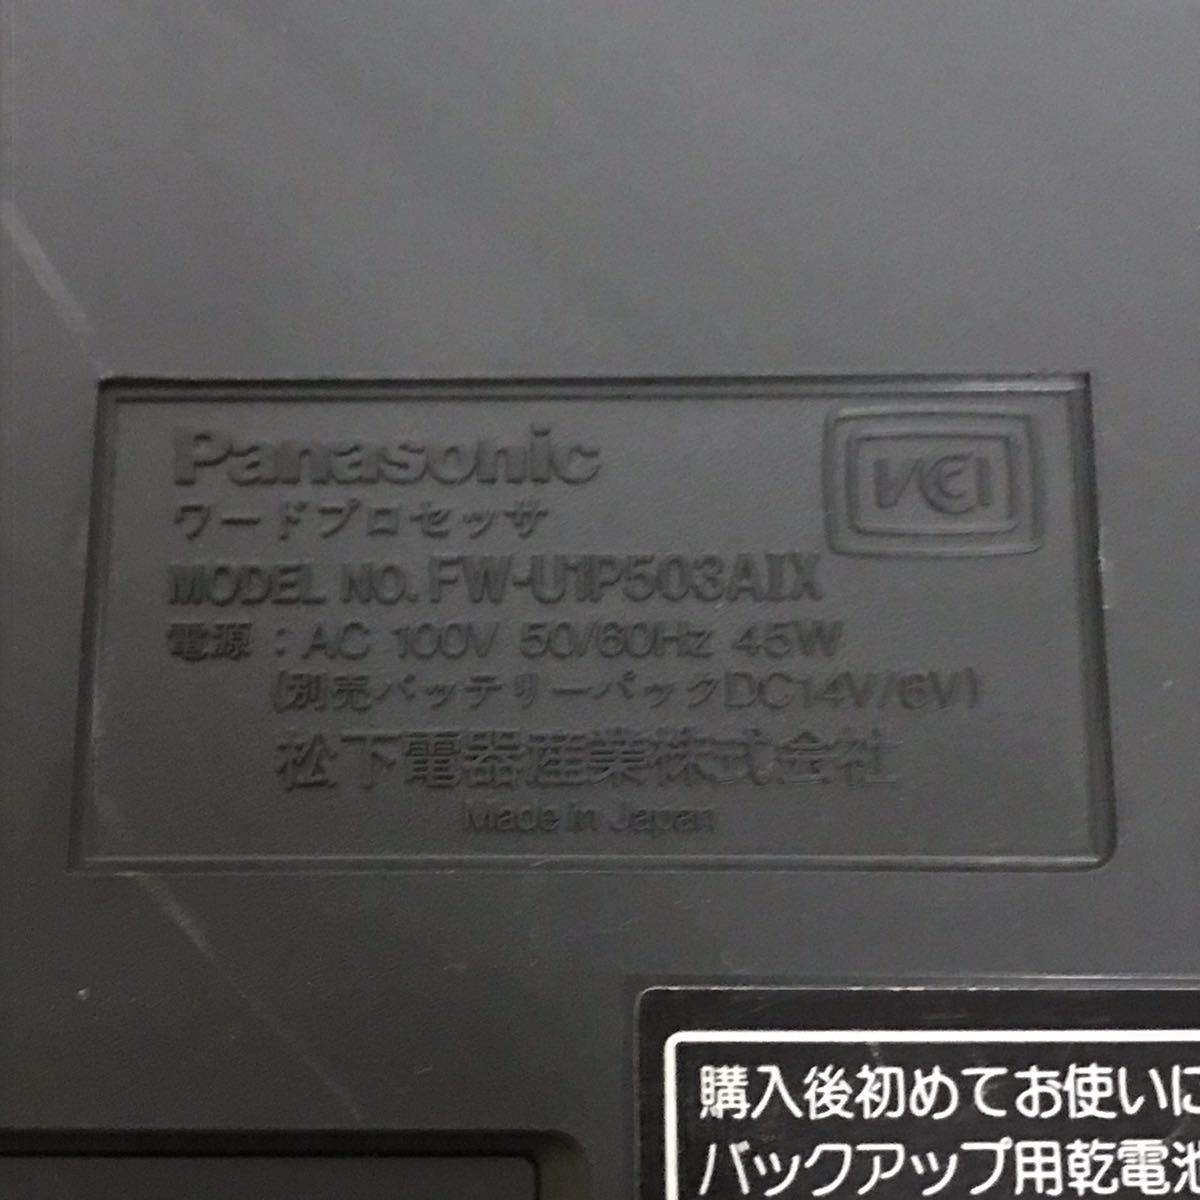 Panasonic
VCCI
ワードプロセッサ
MODEL NO. FW-U1P503AIIX
電源 : AC 100V 50/60Hz 45W
(別売バッテリーパックDC14V/6V)
松下電器産業株式会社
Made in Japan
購入後初めてお使いに
バックアップ用乾電池